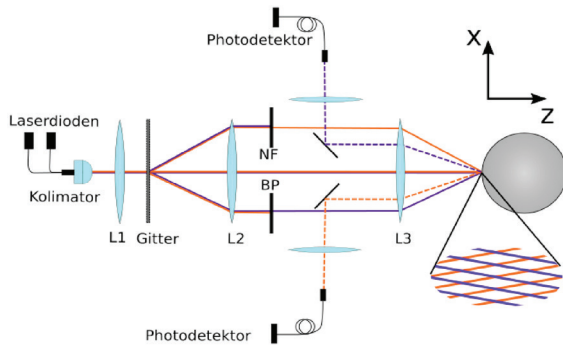 Photodetektor
X
Z
Laserdioden
Kolimator
NF
BP
L1
Gitter
L2
L3
Photodetektor